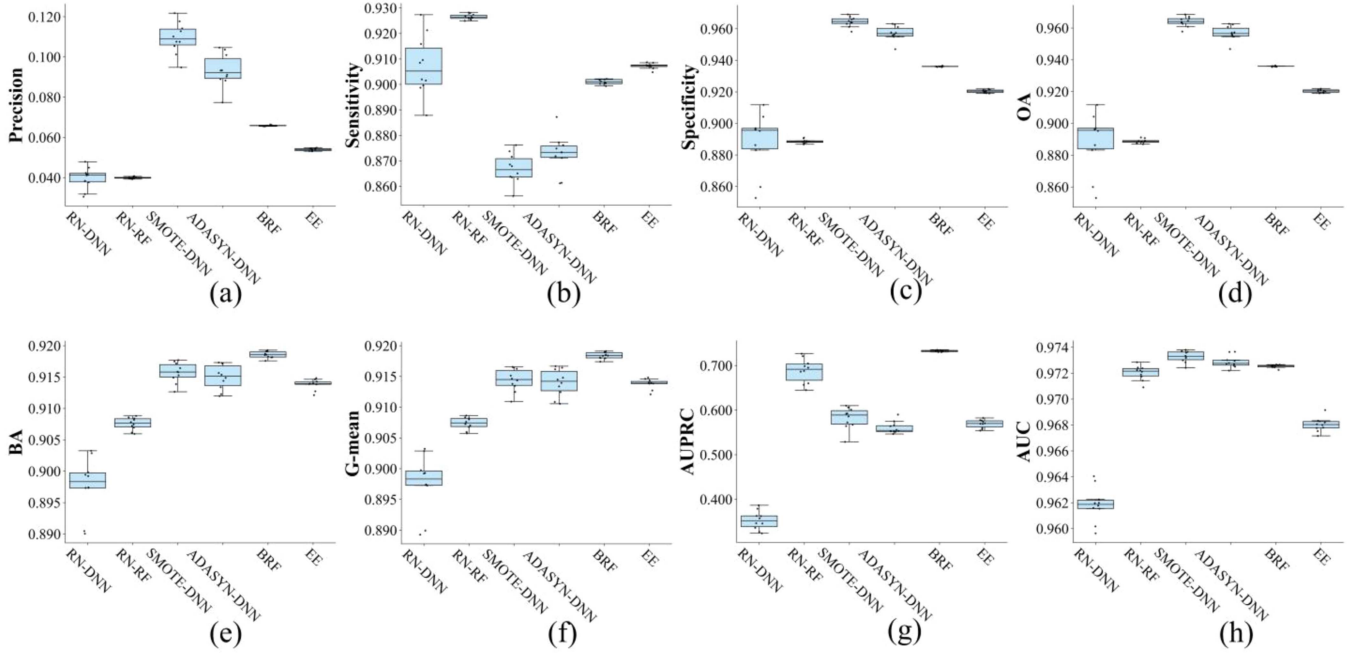 Precision
0.120
0.100
0.080
0.060
0.040
RN-DNN
RN-RF
SMOTE-DNN
ADASYN-DNN
BRF
EE
(a)
Sensitivity
0.930
0.920
0.910
0.900
0.890
0.880
0.870
0.860
RN-DNN
RN-RF
SMOTE-DNN
ADASYN-DNN
BRF
EE
(b)
Specificity
0.960
0.940
0.920
0.900
0.880
0.860
RN-DNN
RN-RF
SMOTE-DNN
ADASYN-DNN
BRF
EE
(c)
OA
0.960
0.940
0.920
0.900
0.880
0.860
RN-DNN
RN-RF
SMOTE-DNN
ADASYN-DNN
BRF
EE
(d)
BA
0.920
0.915
0.910
0.905
0.900
0.895
0.890
RN-DNN
RN-RF
SMOTE-DNN
ADASYN-DNN
BRF
EE
(e)
G-mean
0.920
0.915
0.910
0.905
0.900
0.895
0.890
RN-DNN
RN-RF
SMOTE-DNN
ADASYN-DNN
BRF
EE
(f)
AUPRC
0.700
0.600
0.500
0.400
RN-DNN
RN-RF
SMOTE-DNN
ADASYN-DNN
BRF
EE
(g)
AUC
0.974
0.972
0.970
0.968
0.966
0.964
0.962
0.960
RN-DNN
RN-RF
SMOTE-DNN
ADASYN-DNN
BRF
EE
(h)